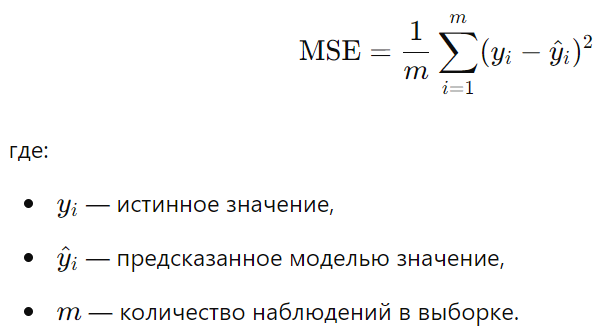 MSE = \frac{1}{m} \sum_{i=1}^{m} (y_i - \hat{y}_i)^2
где:
• y_i — истинное значение,
• \hat{y}_i — предсказанное моделью значение,
• m — количество наблюдений в выборке.